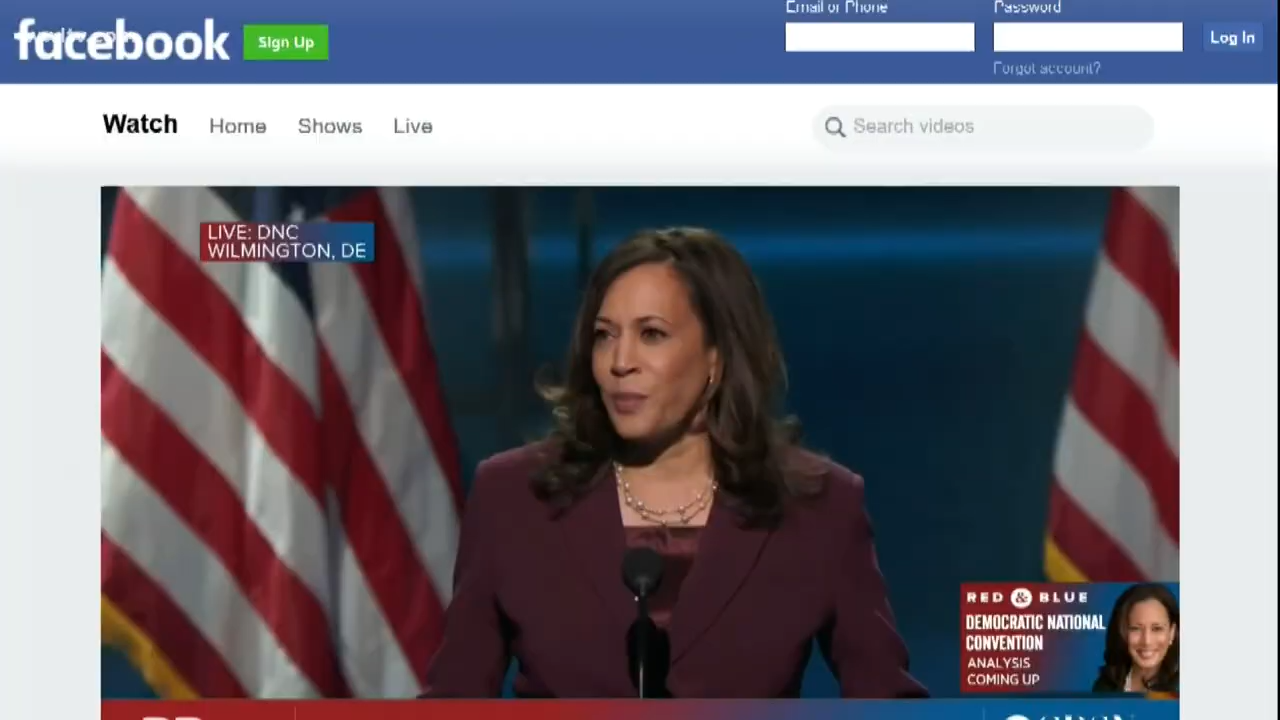 Email or Phone
Password
facebook
Sign Up
Log In
Forgot account?
Watch
Home
Shows
Live
Search videos
LIVE: DNC
WILMINGTON, DE
RED & BLUE
DEMOCRATIC NATIONAL
CONVENTION
ANALYSIS
COMING UP